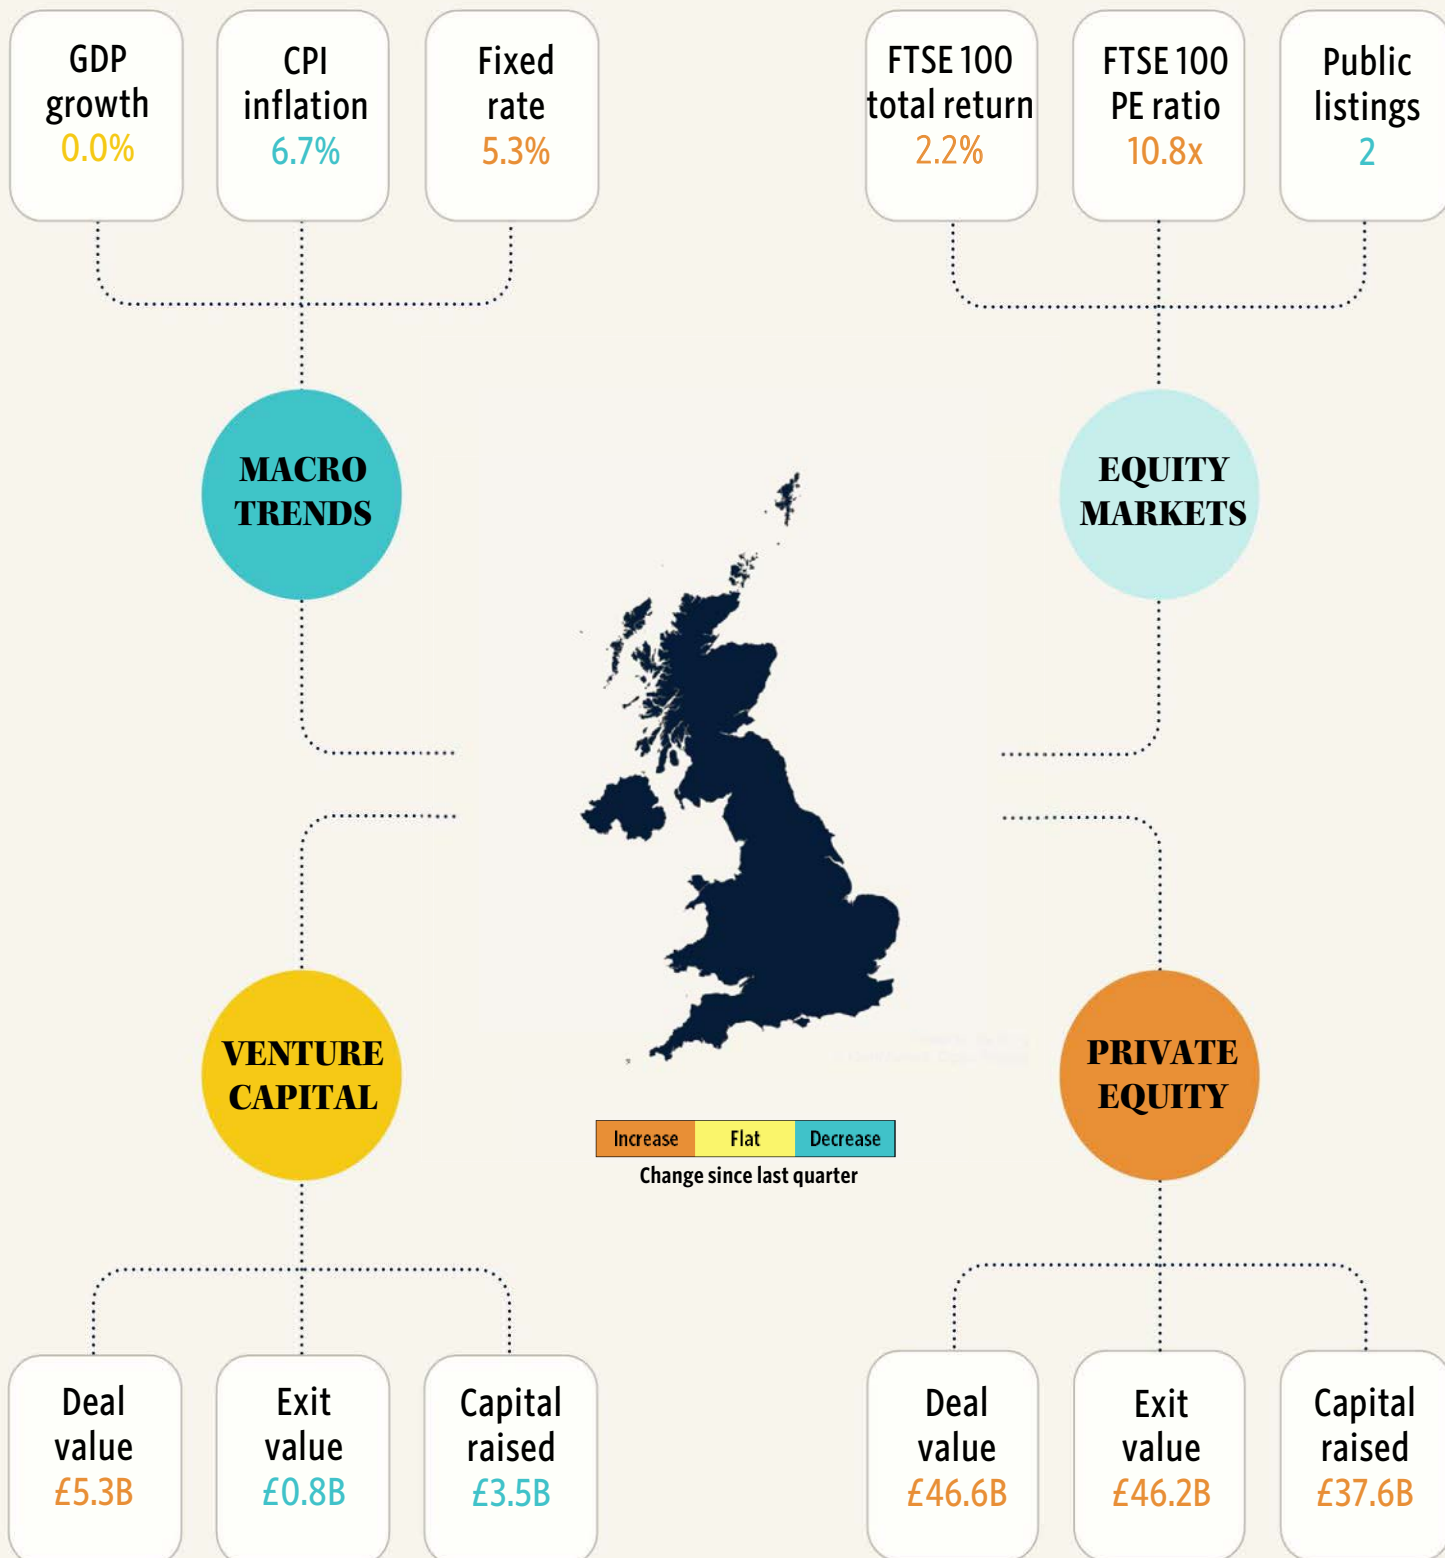 GDP
growth
0.0%
CPI
inflation
6.7%
Fixed
rate
5.3%
FTSE 100
total return
2.2%
FTSE 100
PE ratio
10.8x
Public
listings
2
MACRO
TRENDS
EQUITY
MARKETS
VENTURE
CAPITAL
PRIVATE
EQUITY
Increase
Flat
Decrease
Change since last quarter
Deal
value
£5.3B
Exit
value
£0.8B
Capital
raised
£3.5B
Deal
value
£46.6B
Exit
value
£46.2B
Capital
raised
£37.6B